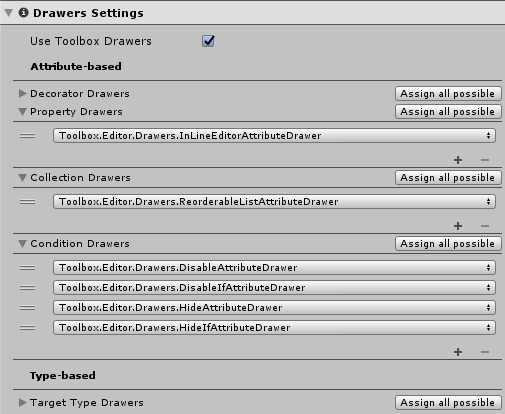 Drawers Settings
Use Toolbox Drawers
Attribute-based
Decorator Drawers Assign all possible
Property Drawers Assign all possible
Toolbox.Editor.Drawers.InLineEditorAttributeDrawer
+ −
Collection Drawers Assign all possible
Toolbox.Editor.Drawers.ReorderableListAttributeDrawer
+ −
Condition Drawers Assign all possible
Toolbox.Editor.Drawers.DisableAttributeDrawer
Toolbox.Editor.Drawers.DisableIfAttributeDrawer
Toolbox.Editor.Drawers.HideAttributeDrawer
Toolbox.Editor.Drawers.HideIfAttributeDrawer
+ −
Type-based
Target Type Drawers Assign all possible